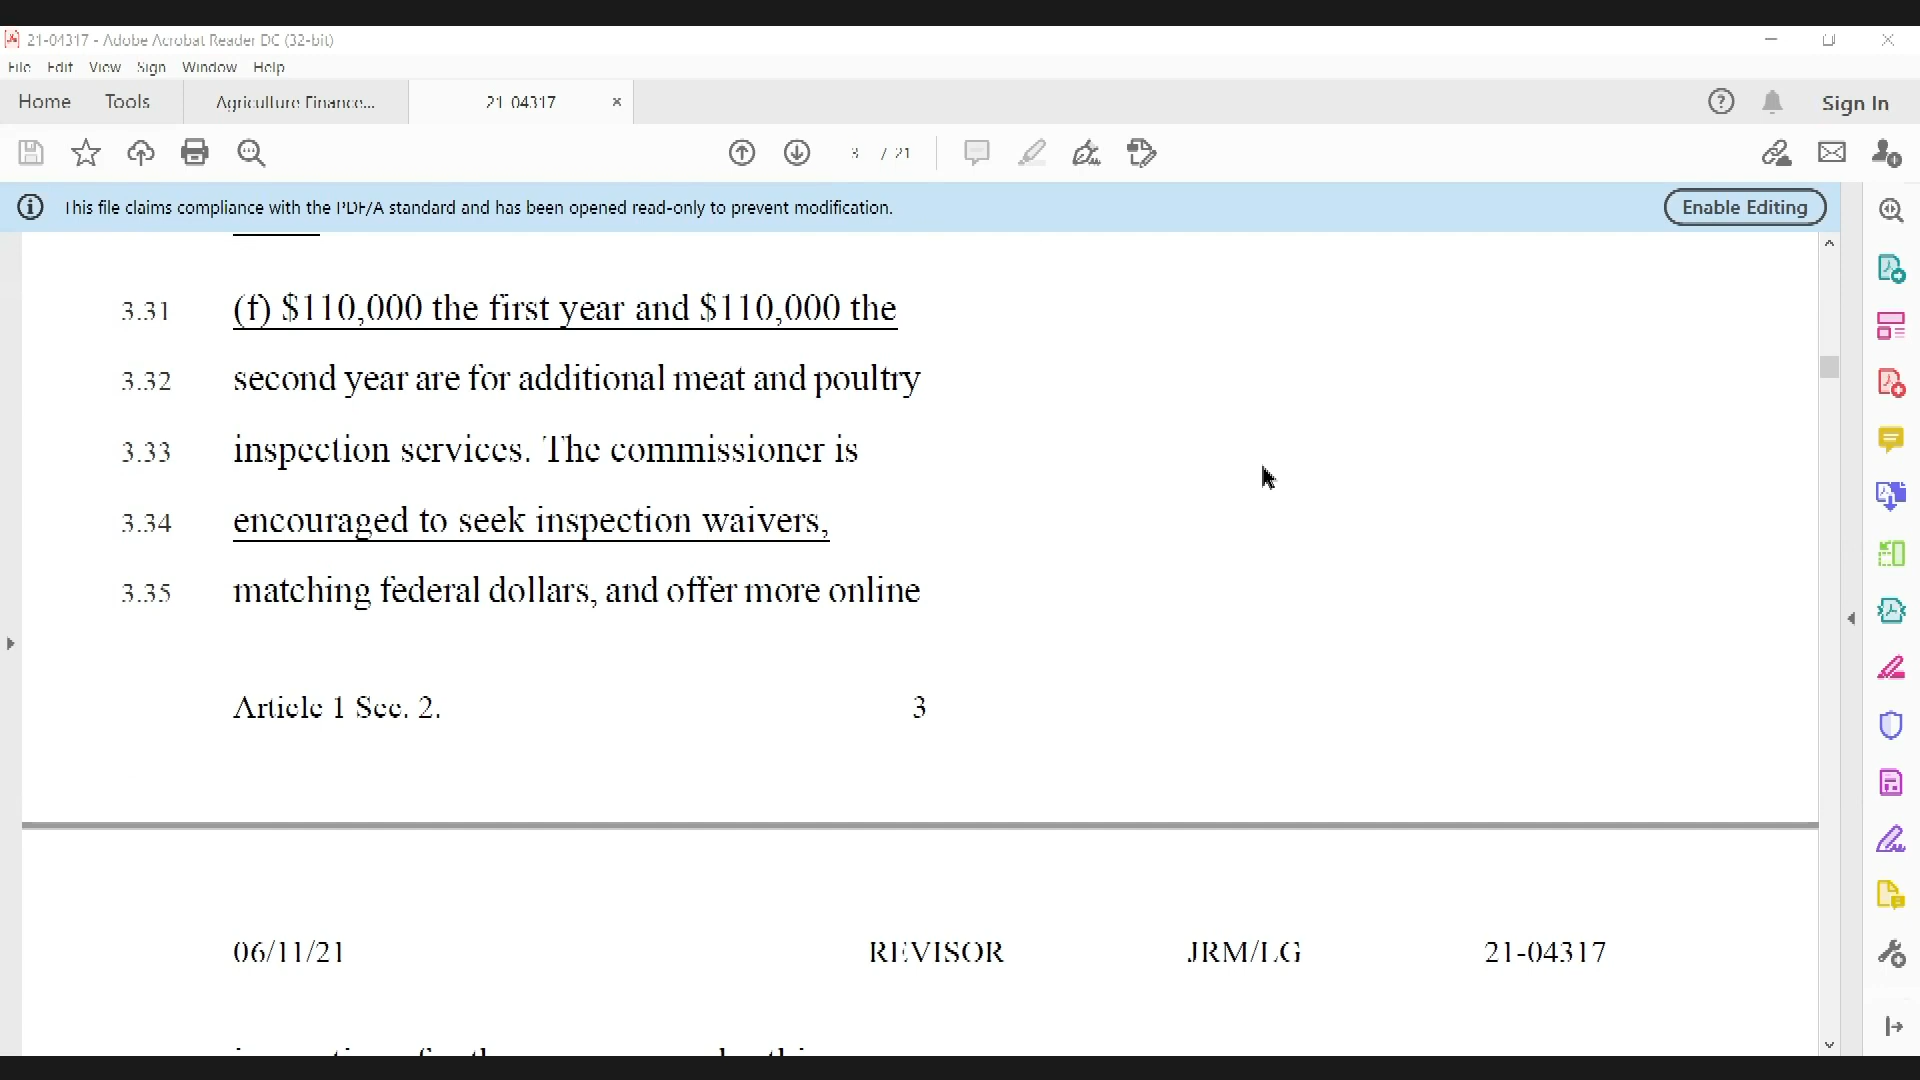 21-04317 - Adobe Acrobat Reader DC (32-bit)
File Edit View Sign Window Help
Home Tools Agriculture Finance... 21-04317 × Sign In
3 / 21
This file claims compliance with the PDF/A standard and has been opened read-only to prevent modification. Enable Editing
3.31 (f) $110,000 the first year and $110,000 the
3.32 second year are for additional meat and poultry
3.33 inspection services. The commissioner is
3.34 encouraged to seek inspection waivers,
3.35 matching federal dollars, and offer more online
Article 1 Sec. 2. 3
06/11/21 REVISOR JRM/LG 21-04317